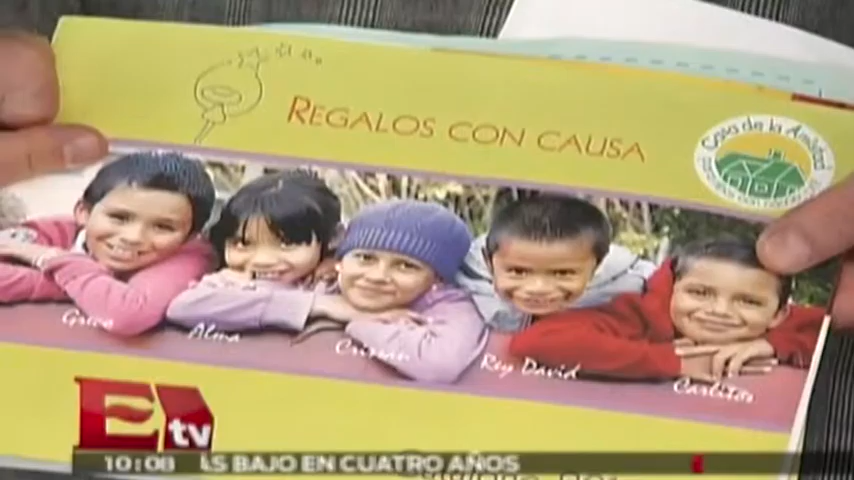 REGALOS CON CAUSA
Casa de la Amistad
Alma
Cristian
Rey David
Carlitos
E tv
10:08 AS BAJO EN CUATRO AÑOS